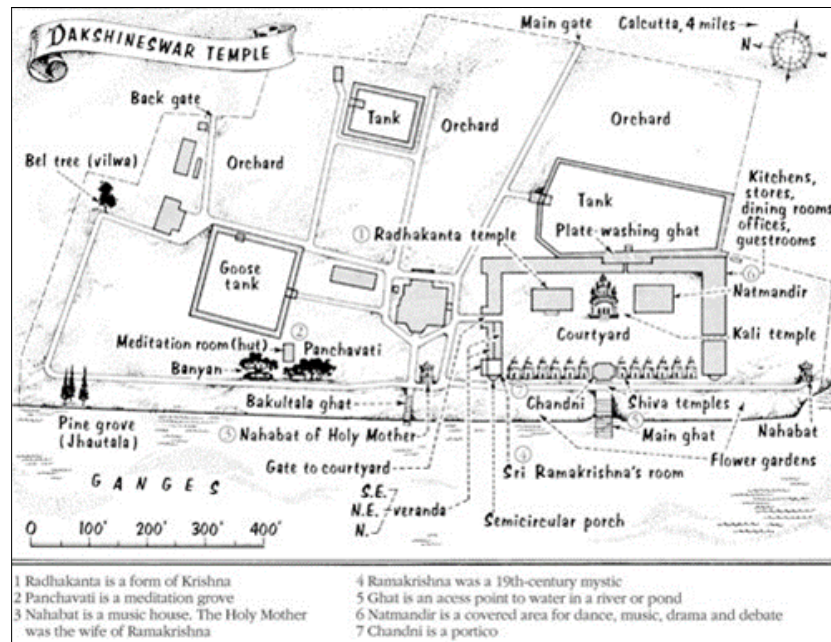 DAKSHINESWAR TEMPLE
Main gate
Calcutta, 4 miles
N
Back gate
Tank
Orchard
Orchard
Bel tree (vilwa)
Orchard
Kitchens,
stores,
dining rooms
offices,
guestrooms
Tank
1 Radhakanta temple
Plate-washing ghat
6
Goose
tank
Natmandir
2
Meditation room (hut)
Panchavati
Courtyard
Kali temple
Banyan
Bakultala ghat
Chandni
Shiva temples
Pine grove
(Jhautala)
3 Nahabat of Holy Mother
5
Main ghat
Nahabat
4
Gate to courtyard
Sri Ramakrishna's room
Flower gardens
GANGES
S.E.
N.E. veranda
N.
Semicircular porch
0 100' 200' 300' 400'
1 Radhakanta is a form of Krishna
2 Panchavati is a meditation grove
3 Nahabat is a music house. The Holy Mother
was the wife of Ramakrishna
4 Ramakrishna was a 19th-century mystic
5 Ghat is an acess point to water in a river or pond
6 Natmandir is a covered area for dance, music, drama and debate
7 Chandni is a portico